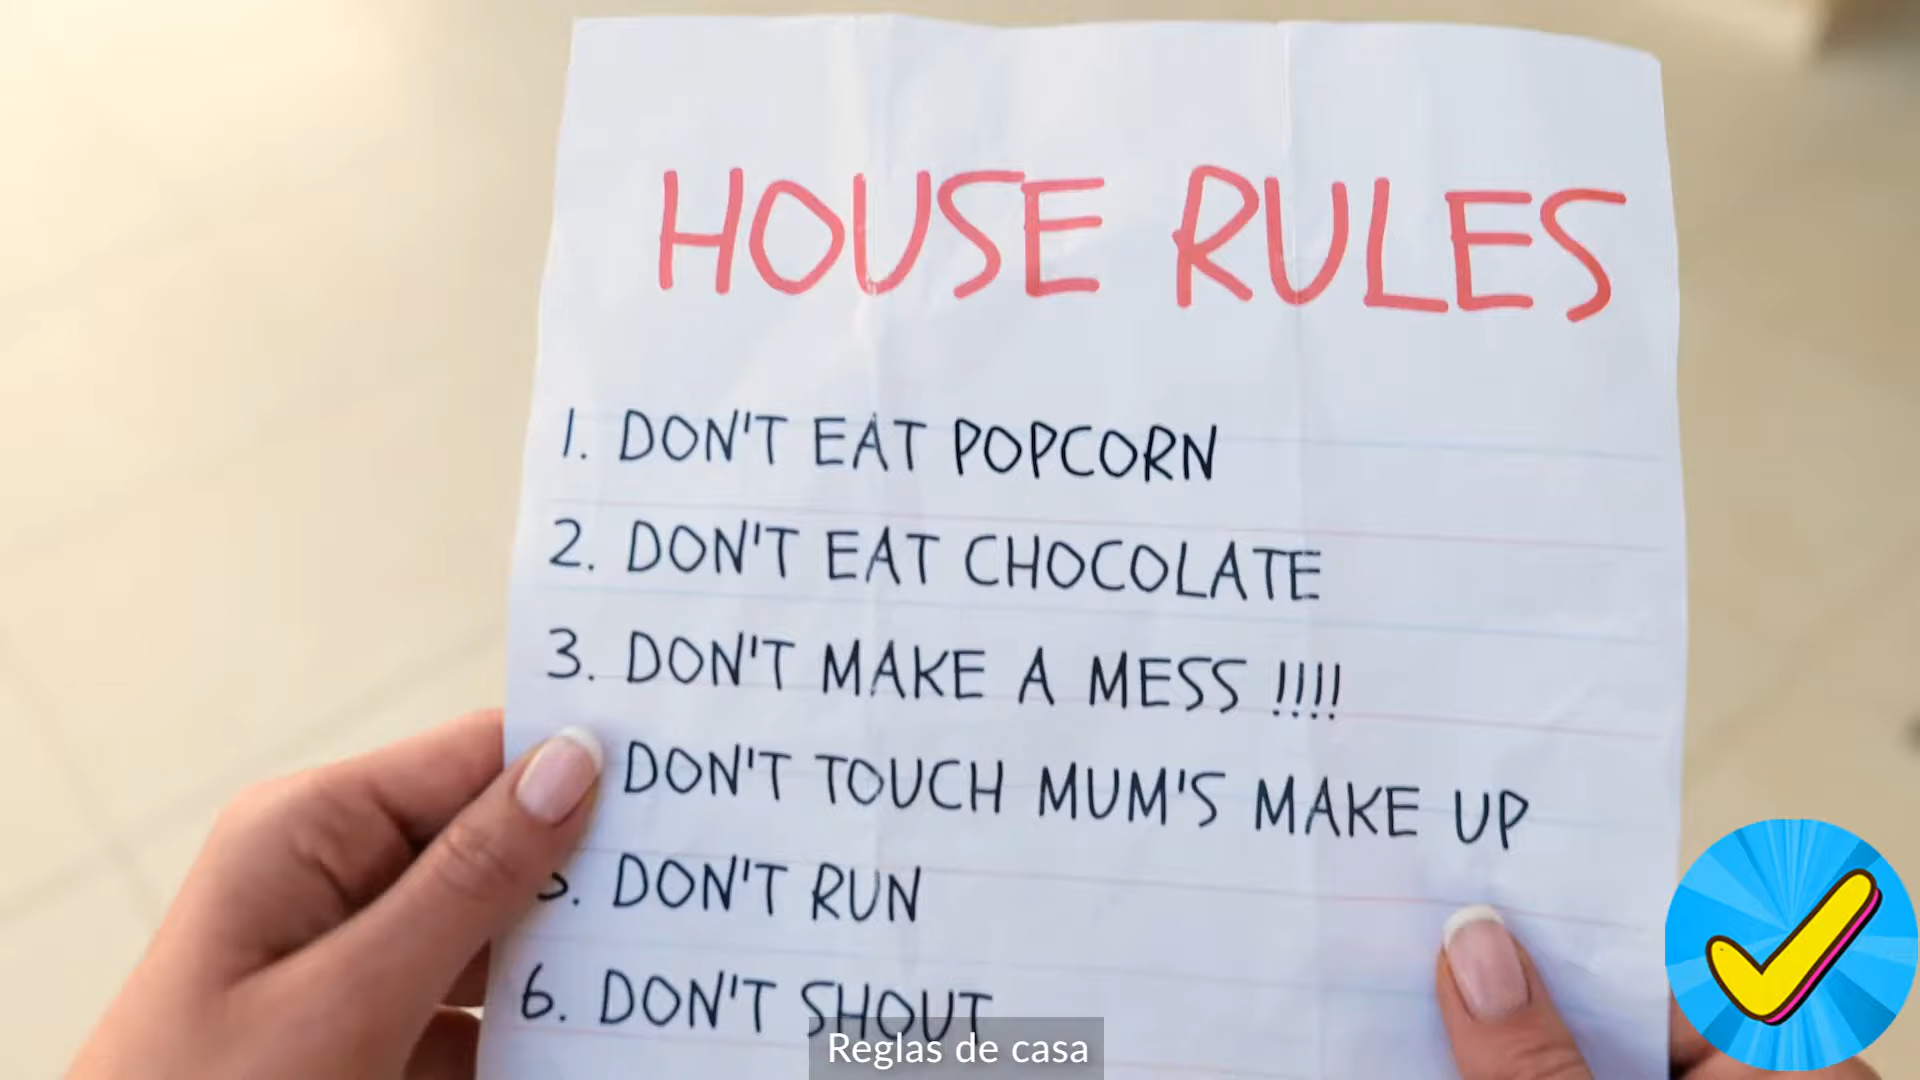 HOUSE RULES
1. DON'T EAT POPCORN
2. DON'T EAT CHOCOLATE
3. DON'T MAKE A MESS !!!!
DON'T TOUCH MUM'S MAKE UP
5. DON'T RUN
6. DON'T SHOUT
Reglas de casa